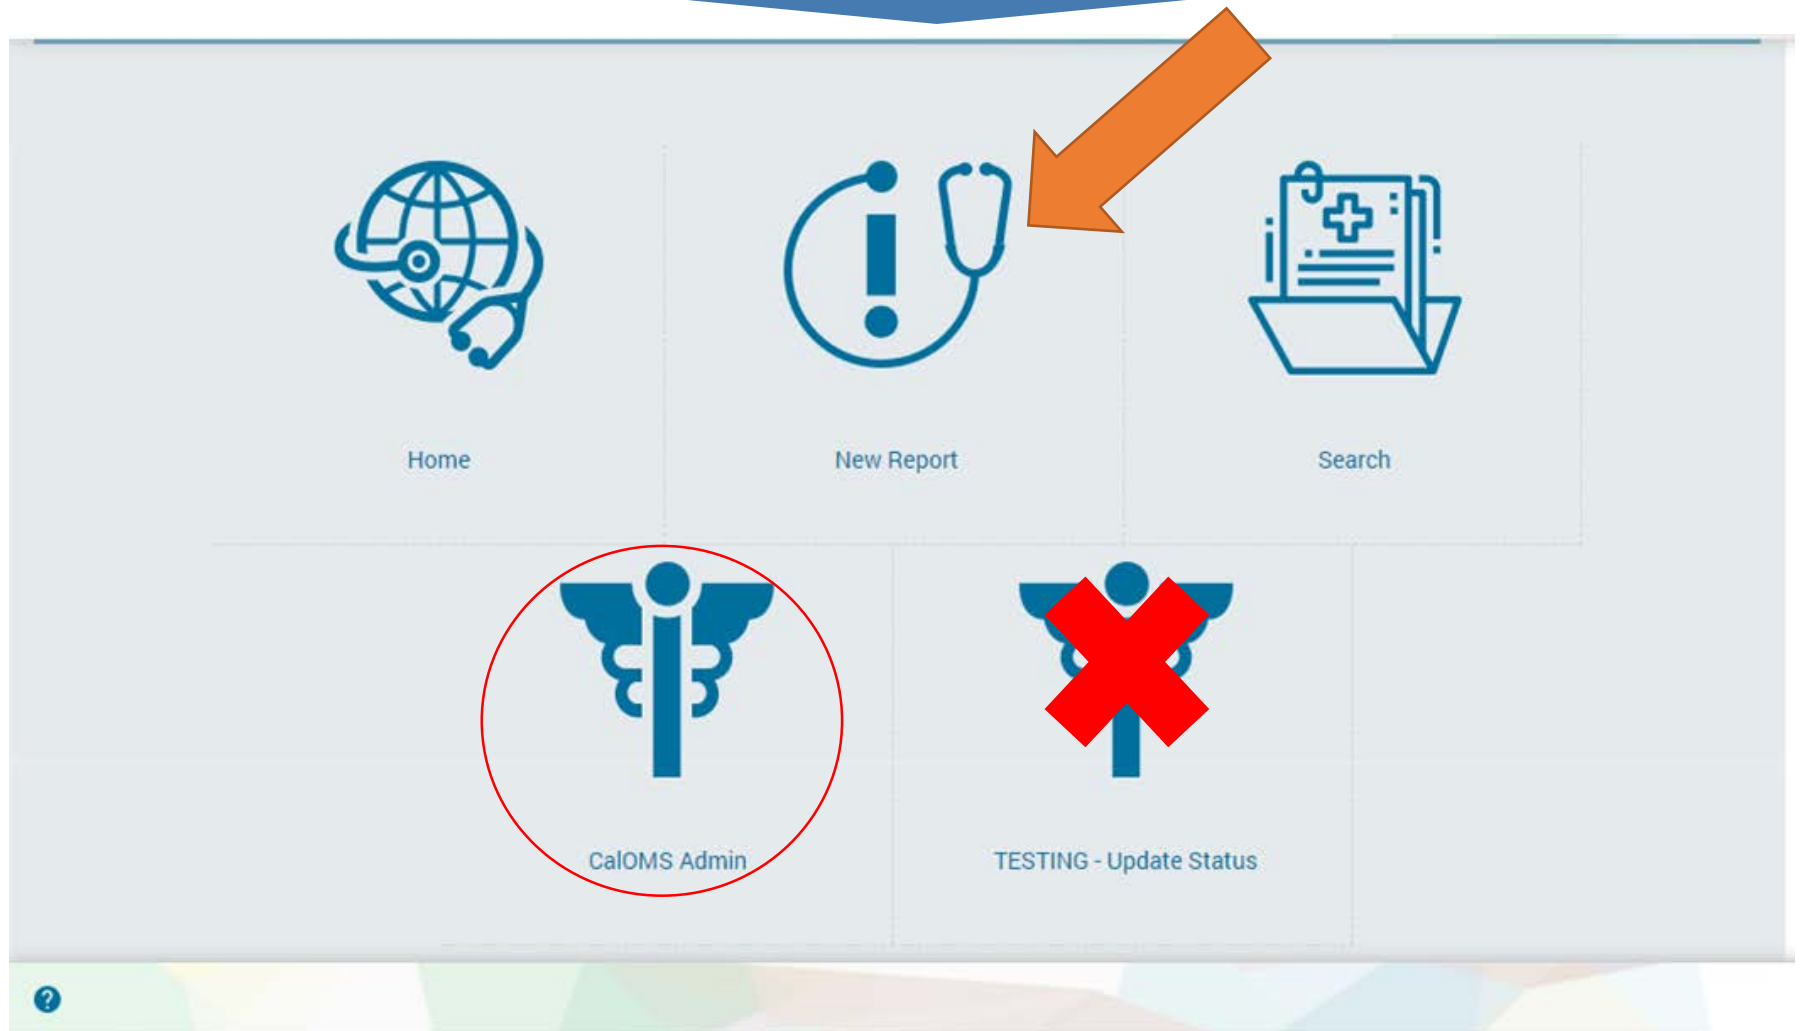 Home
New Report
Search
CalOMS Admin
TESTING - Update Status
?